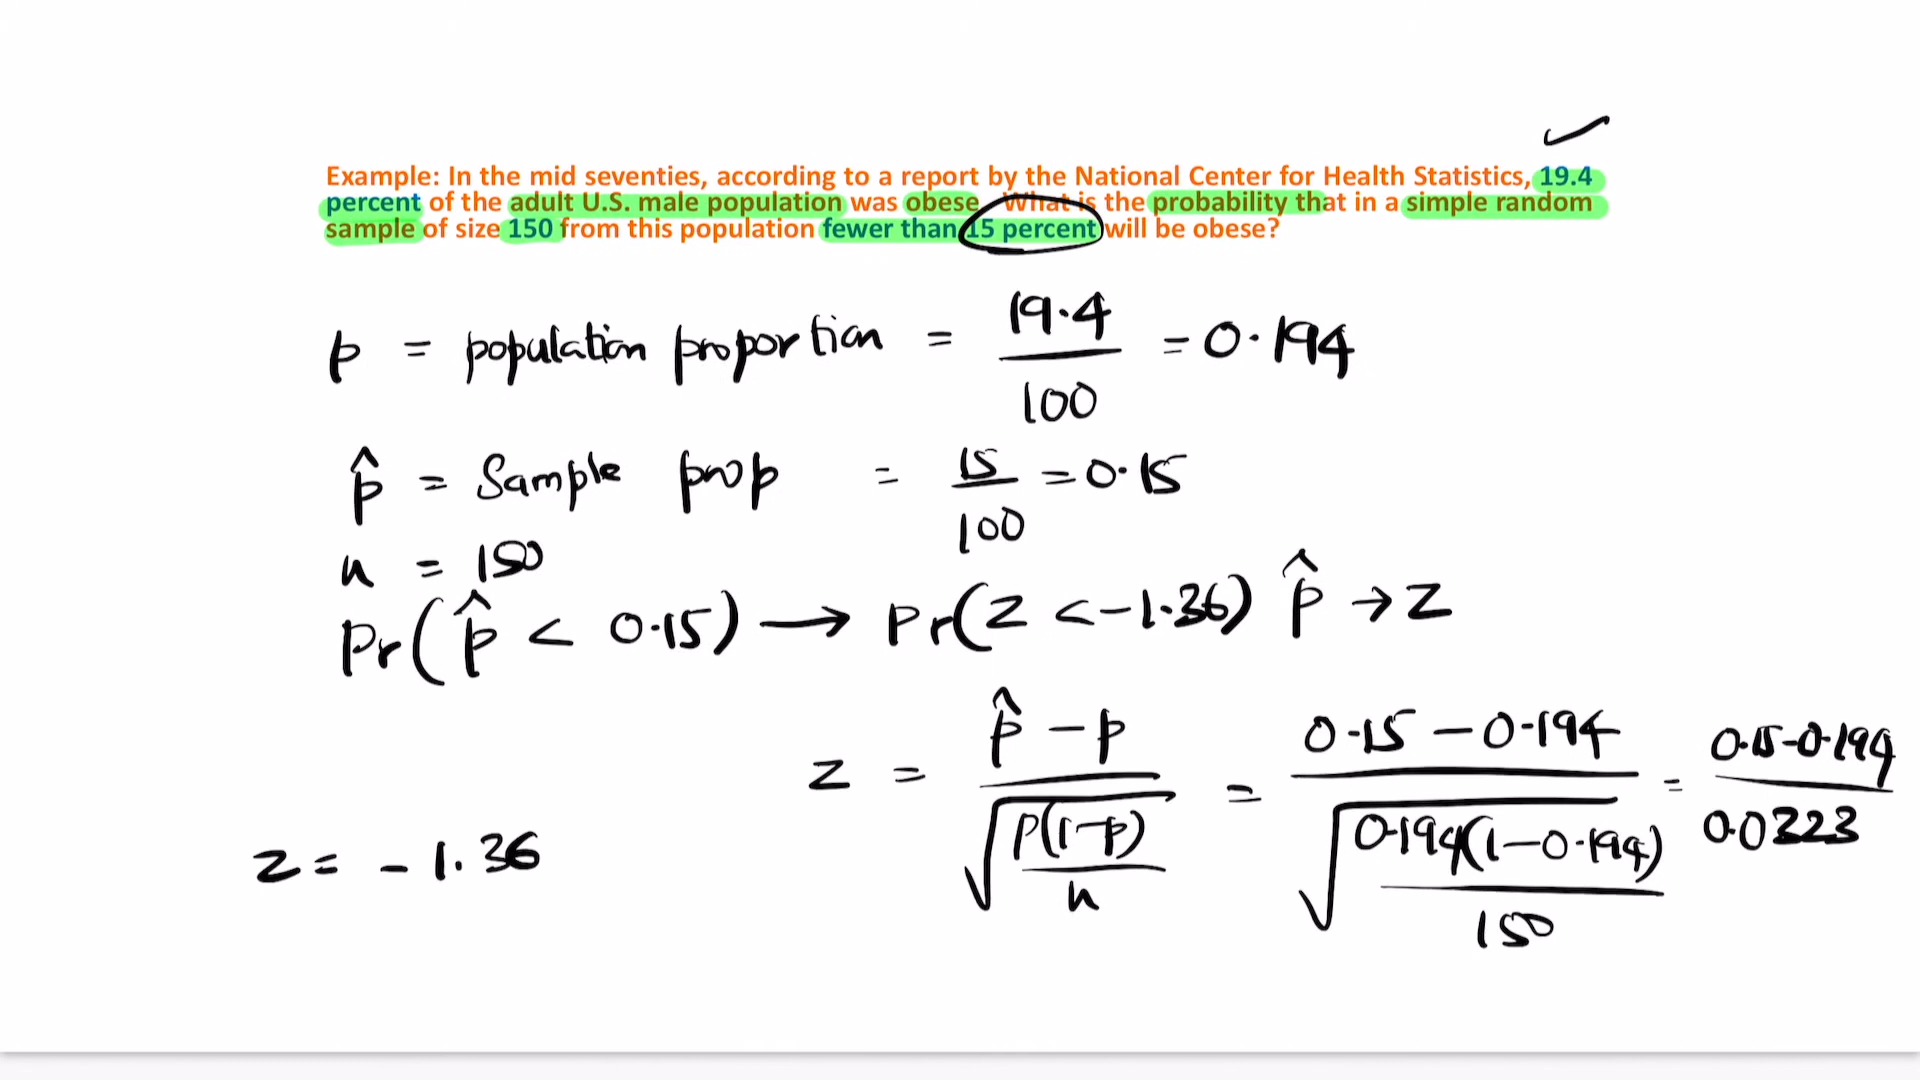 Example: In the mid seventies, according to a report by the National Center for Health Statistics, 19.4
percent of the adult U.S. male population was obese. What is the probability that in a simple random
sample of size 150 from this population fewer than 15 percent will be obese?
p = population proportion = 19.4/100 = 0.194
p̂ = Sample prop = 15/100 = 0.15
n = 150
Pr(p̂ < 0.15) → Pr(Z < -1.36) p̂ → Z
z = (p̂ - p)/√(p(1-p)/n) = (0.15 - 0.194)/√(0.194(1-0.194)/150) = (0.15-0.194)/0.0323
z = -1.36